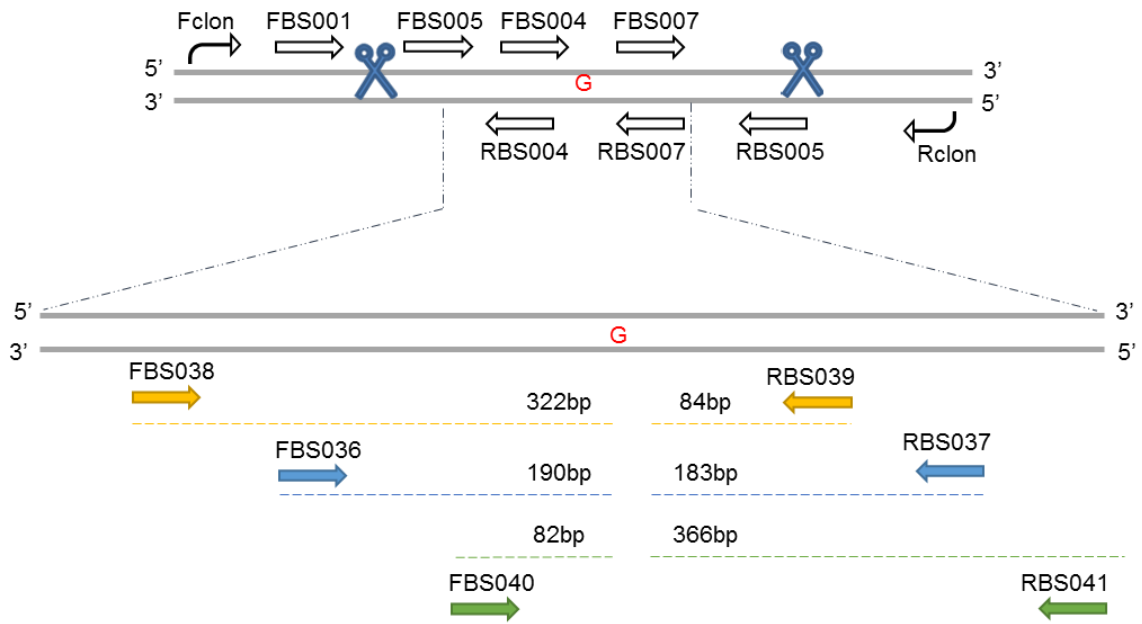 Fclon FBS001 FBS005 FBS004 FBS007
5’ 3’
G
3’ 5’
RBS004 RBS007 RBS005 Rclon
5’ 3’
G
3’ 5’
FBS038 RBS039
322bp 84bp
FBS036 RBS037
190bp 183bp
82bp 366bp
FBS040 RBS041